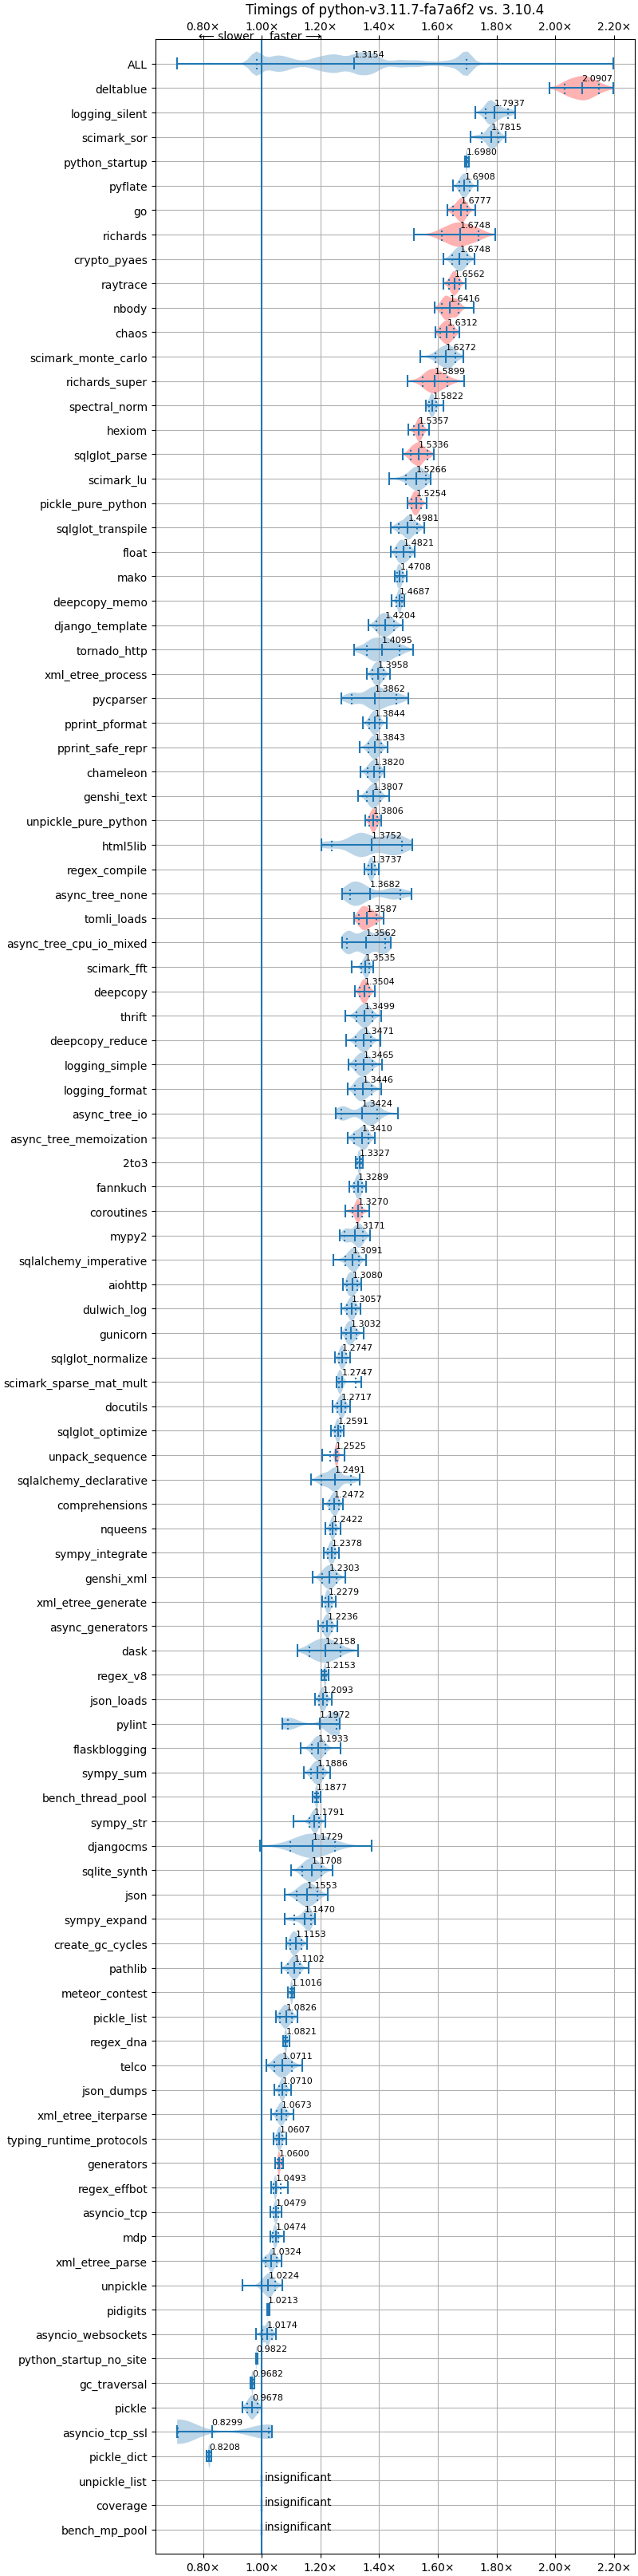 Timings of python-v3.11.7-fa7a6f2 vs. 3.10.4
0.80× 1.00× 1.20× 1.40× 1.60× 1.80× 2.00× 2.20×
← slower faster →
ALL 1.3154
deltablue 2.0907
logging_silent 1.7937
scimark_sor 1.7815
python_startup 1.6980
pyflate 1.6908
go 1.6777
richards 1.6748
crypto_pyaes 1.6748
raytrace 1.6562
nbody 1.6416
chaos 1.6312
scimark_monte_carlo 1.6272
richards_super 1.5899
spectral_norm 1.5822
hexiom 1.5357
sqlglot_parse 1.5336
scimark_lu 1.5266
pickle_pure_python 1.5254
sqlglot_transpile 1.4981
float 1.4821
mako 1.4708
deepcopy_memo 1.4687
django_template 1.4204
tornado_http 1.4095
xml_etree_process 1.3958
pycparser 1.3862
pprint_pformat 1.3844
pprint_safe_repr 1.3843
chameleon 1.3820
genshi_text 1.3807
unpickle_pure_python 1.3806
html5lib 1.3752
regex_compile 1.3737
async_tree_none 1.3682
tomli_loads 1.3587
async_tree_cpu_io_mixed 1.3562
scimark_fft 1.3535
deepcopy 1.3504
thrift 1.3499
deepcopy_reduce 1.3471
logging_simple 1.3465
logging_format 1.3446
async_tree_io 1.3424
async_tree_memoization 1.3410
2to3 1.3327
fannkuch 1.3289
coroutines 1.3270
mypy2 1.3171
sqlalchemy_imperative 1.3091
aiohttp 1.3080
dulwich_log 1.3057
gunicorn 1.3032
sqlglot_normalize 1.2747
scimark_sparse_mat_mult 1.2747
docutils 1.2717
sqlglot_optimize 1.2591
unpack_sequence 1.2525
sqlalchemy_declarative 1.2491
comprehensions 1.2472
nqueens 1.2422
sympy_integrate 1.2378
genshi_xml 1.2303
xml_etree_generate 1.2279
async_generators 1.2236
dask 1.2158
regex_v8 1.2153
json_loads 1.2093
pylint 1.1972
flaskblogging 1.1933
sympy_sum 1.1886
bench_thread_pool 1.1877
sympy_str 1.1791
djangocms 1.1729
sqlite_synth 1.1708
json 1.1553
sympy_expand 1.1470
create_gc_cycles 1.1153
pathlib 1.1102
meteor_contest 1.1016
pickle_list 1.0826
regex_dna 1.0821
telco 1.0711
json_dumps 1.0710
xml_etree_iterparse 1.0673
typing_runtime_protocols 1.0607
generators 1.0600
regex_effbot 1.0493
asyncio_tcp 1.0479
mdp 1.0474
xml_etree_parse 1.0324
unpickle 1.0224
pidigits 1.0213
asyncio_websockets 1.0174
python_startup_no_site 0.9822
gc_traversal 0.9682
pickle 0.9678
asyncio_tcp_ssl 0.8299
pickle_dict 0.8208
unpickle_list insignificant
coverage insignificant
bench_mp_pool insignificant
0.80× 1.00× 1.20× 1.40× 1.60× 1.80× 2.00× 2.20×